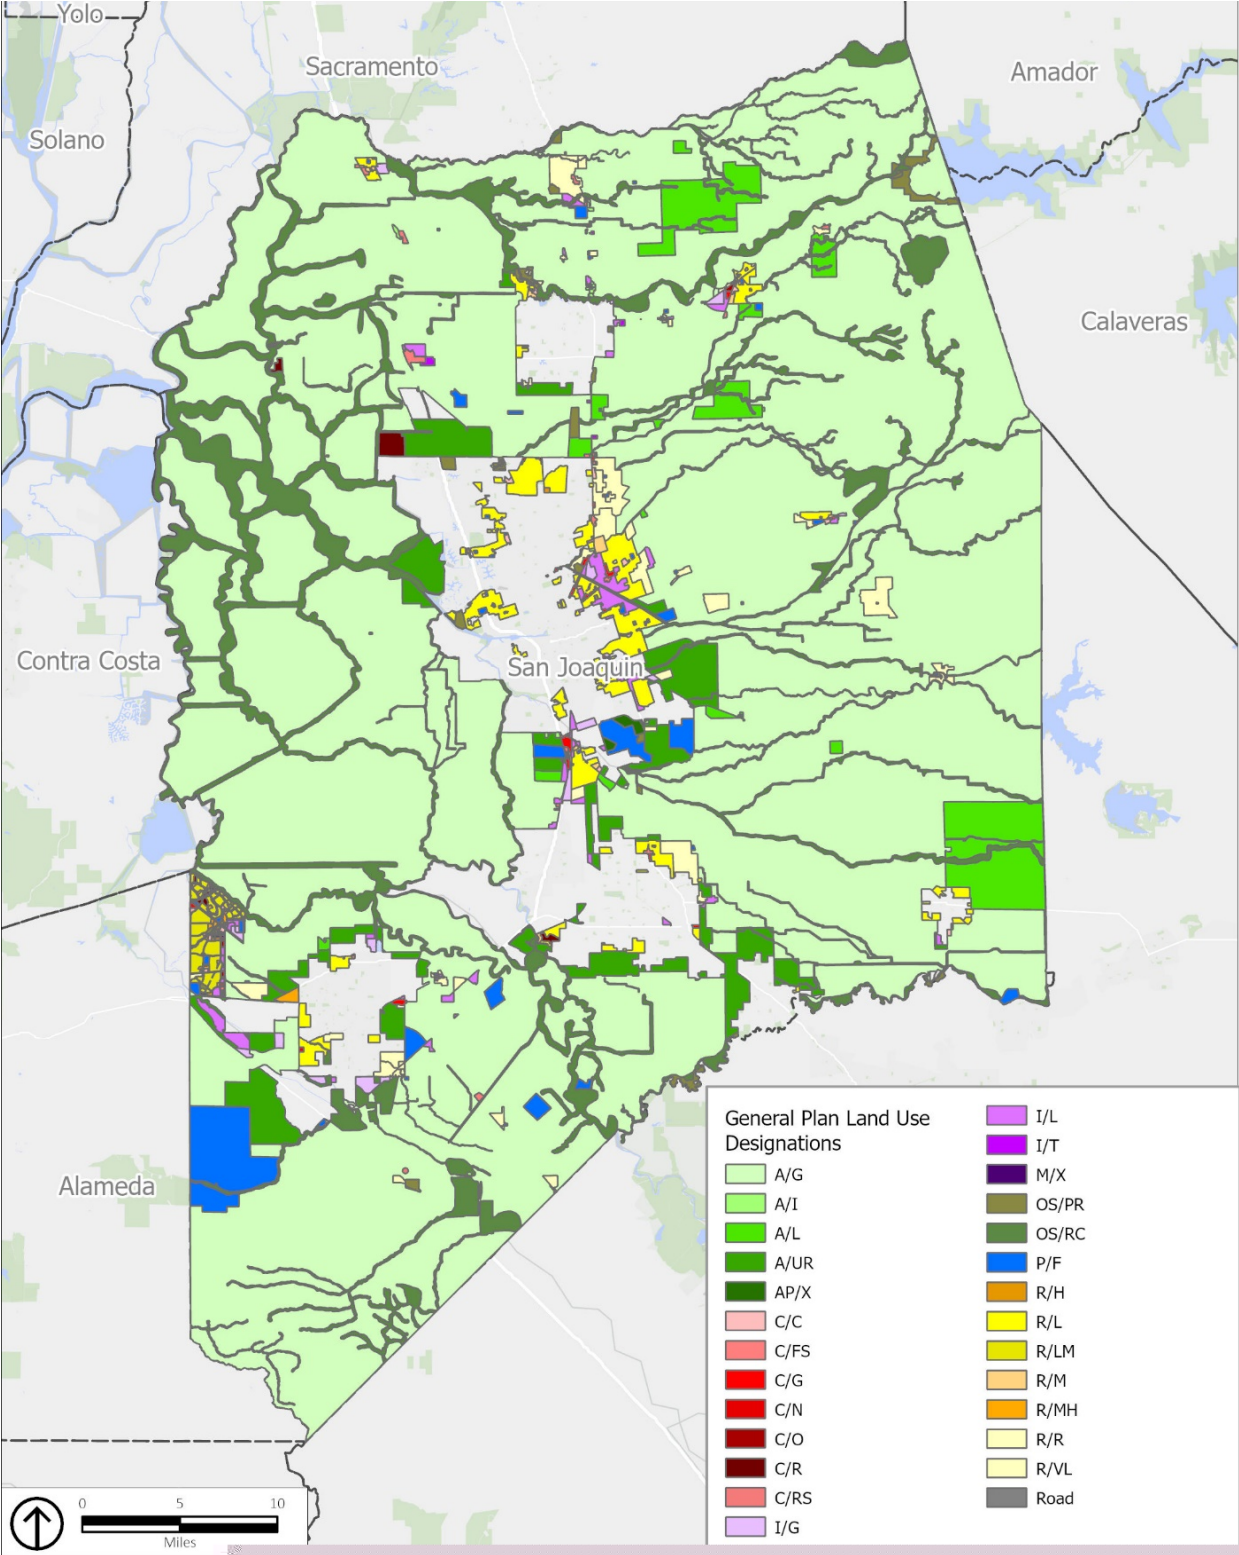 Yolo
Sacramento
Amador
Solano
Calaveras
Contra Costa
San Joaquin
Alameda
General Plan Land Use
Designations
A/G
A/I
A/L
A/UR
AP/X
C/C
C/FS
C/G
C/N
C/O
C/R
C/RS
I/G
I/L
I/T
M/X
OS/PR
OS/RC
P/F
R/H
R/L
R/LM
R/M
R/MH
R/R
R/VL
Road
0 5 10
Miles